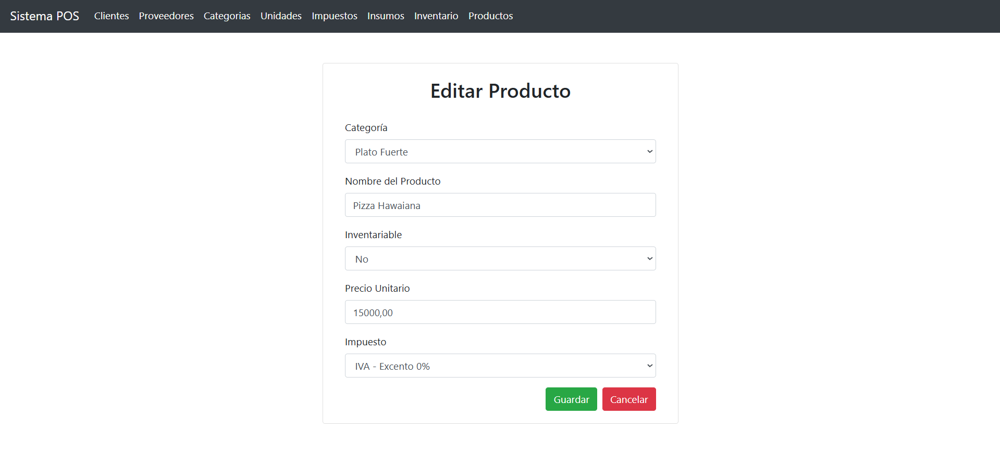 Sistema POS Clientes Proveedores Categorias Unidades Impuestos Insumos Inventario Productos
Editar Producto
Categoría
Plato Fuerte
Nombre del Producto
Pizza Hawaiana
Inventariable
No
Precio Unitario
15000,00
Impuesto
IVA - Excento 0%
Guardar Cancelar